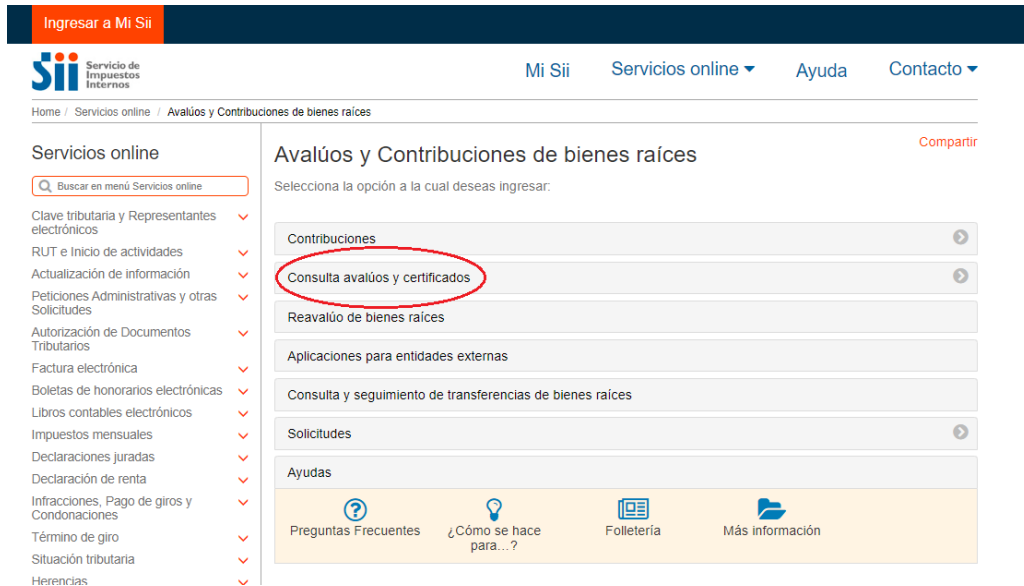 Ingresar a Mi Sii
Sii Servicio de
Impuestos
Internos
Mi Sii
Servicios online
Ayuda
Contacto
Home / Servicios online / Avalúos y Contribuciones de bienes raíces
Servicios online
Buscar en menú Servicios online
Clave tributaria y Representantes
electrónicos
RUT e Inicio de actividades
Actualización de información
Peticiones Administrativas y otras
Solicitudes
Autorización de Documentos
Tributarios
Factura electrónica
Boletas de honorarios electrónicas
Libros contables electrónicos
Impuestos mensuales
Declaraciones juradas
Declaración de renta
Infracciones, Pago de giros y
Condonaciones
Término de giro
Situación tributaria
Herencias
Compartir
Avalúos y Contribuciones de bienes raíces
Selecciona la opción a la cual deseas ingresar:
Contribuciones
Consulta avalúos y certificados
Reavalúo de bienes raíces
Aplicaciones para entidades externas
Consulta y seguimiento de transferencias de bienes raíces
Solicitudes
Ayudas
Preguntas Frecuentes
¿Cómo se hace
para...?
Folletería
Más información